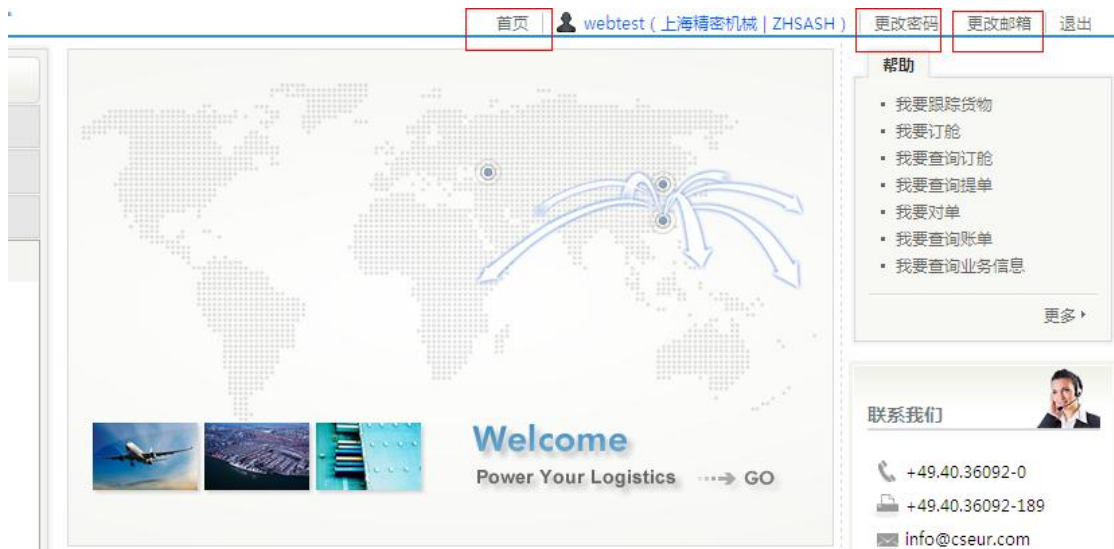 首页 webtest ( 上海精密机械 | ZHSASH ) 更改密码 更改邮箱 退出
帮助
我要跟踪货物
我要订舱
我要查询订舱
我要查询提单
我要对单
我要查询账单
我要查询业务信息
更多
联系我们
+49.40.36092-0
+49.40.36092-189
info@cseur.com
Welcome
Power Your Logistics GO